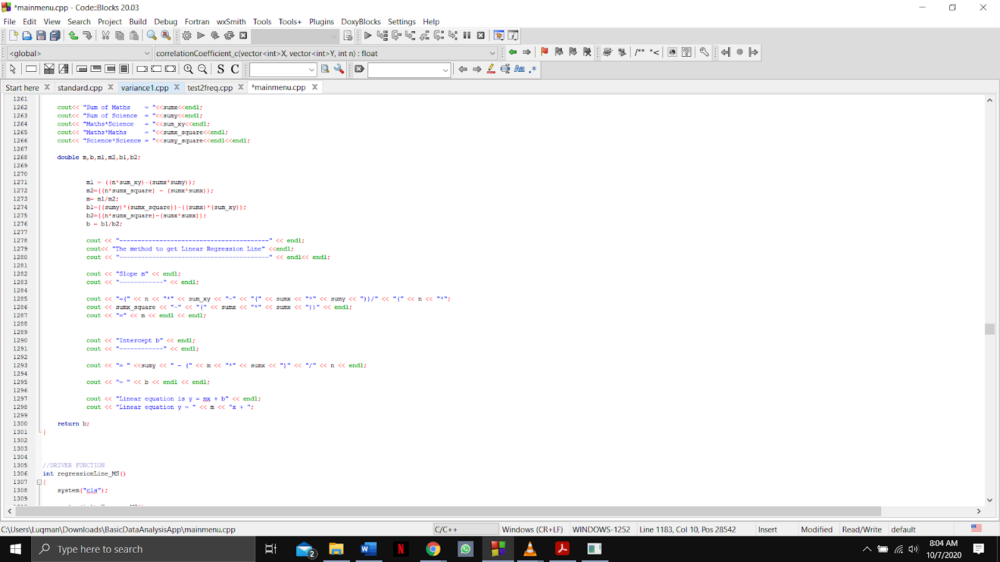 *mainmenu.cpp - Code::Blocks 20.03
File Edit View Search Project Build Debug Fortran wxSmith Tools Tools+ Plugins DoxyBlocks Settings Help
<global> correlationCoefficient_c(vector<int>X, vector<int>Y, int n) : float /** *<
S C Aa .*
Start here X standard.cpp X variance1.cpp X test2freq.cpp X *mainmenu.cpp X
1261
1262 cout<< "Sum of Maths    = "<<sumx<<endl;
1263 cout<< "Sum of Science  = "<<sumy<<endl;
1264 cout<< "Maths*Science   = "<<sum_xy<<endl;
1265 cout<< "Maths*Maths     = "<<sumx_square<<endl;
1266 cout<< "Science*Science = "<<sumy_square<<endl<<endl;
1267
1268 double m,b,m1,m2,b1,b2;
1269
1270
1271 m1 = ((n*sum_xy)-(sumx*sumy));
1272 m2=((n*sumx_square) - (sumx*sumx));
1273 m= m1/m2;
1274 b1=((sumy)*(sumx_square))-((sumx)*(sum_xy));
1275 b2=((n*sumx_square)-(sumx*sumx));
1276 b = b1/b2;
1277
1278 cout << "-----------------------------------------" << endl;
1279 cout<< "The method to get Linear Regression Line" <<endl;
1280 cout << "-----------------------------------------" << endl<< endl;
1281
1282 cout << "Slope m" << endl;
1283 cout << "------------" << endl;
1284
1285 cout << "=(" << n << "*" << sum_xy << "-" << "(" << sumx << "*" << sumy << "))/" << "(" << n << "*";
1286 cout << sumx_square << "-" << "(" << sumx << "*" << sumx << "))" << endl;
1287 cout << "=" << m << endl << endl;
1288
1289
1290 cout << "Intercept b" << endl;
1291 cout << "------------" << endl;
1292
1293 cout << "= " <<sumy << " - (" << m << "*" << sumx << ")" << "/" << n << endl;
1294
1295 cout << "= " << b << endl << endl;
1296
1297 cout << "Linear equation is y = mx + b" << endl;
1298 cout << "Linear equation y = " << m << "x + ";
1299
1300 return b;
1301 }
1302
1303
1304
1305 //DRIVER FUNCTION
1306 int regressionLine_MS()
1307 {
1308 system("cls");
1309
C:\Users\Luqman\Downloads\BasicDataAnalysisApp\mainmenu.cpp C/C++ Windows (CR+LF) WINDOWS-1252 Line 1183, Col 10, Pos 28542 Insert Modified Read/Write default
Type here to search 2 8:04 AM
10/7/2020